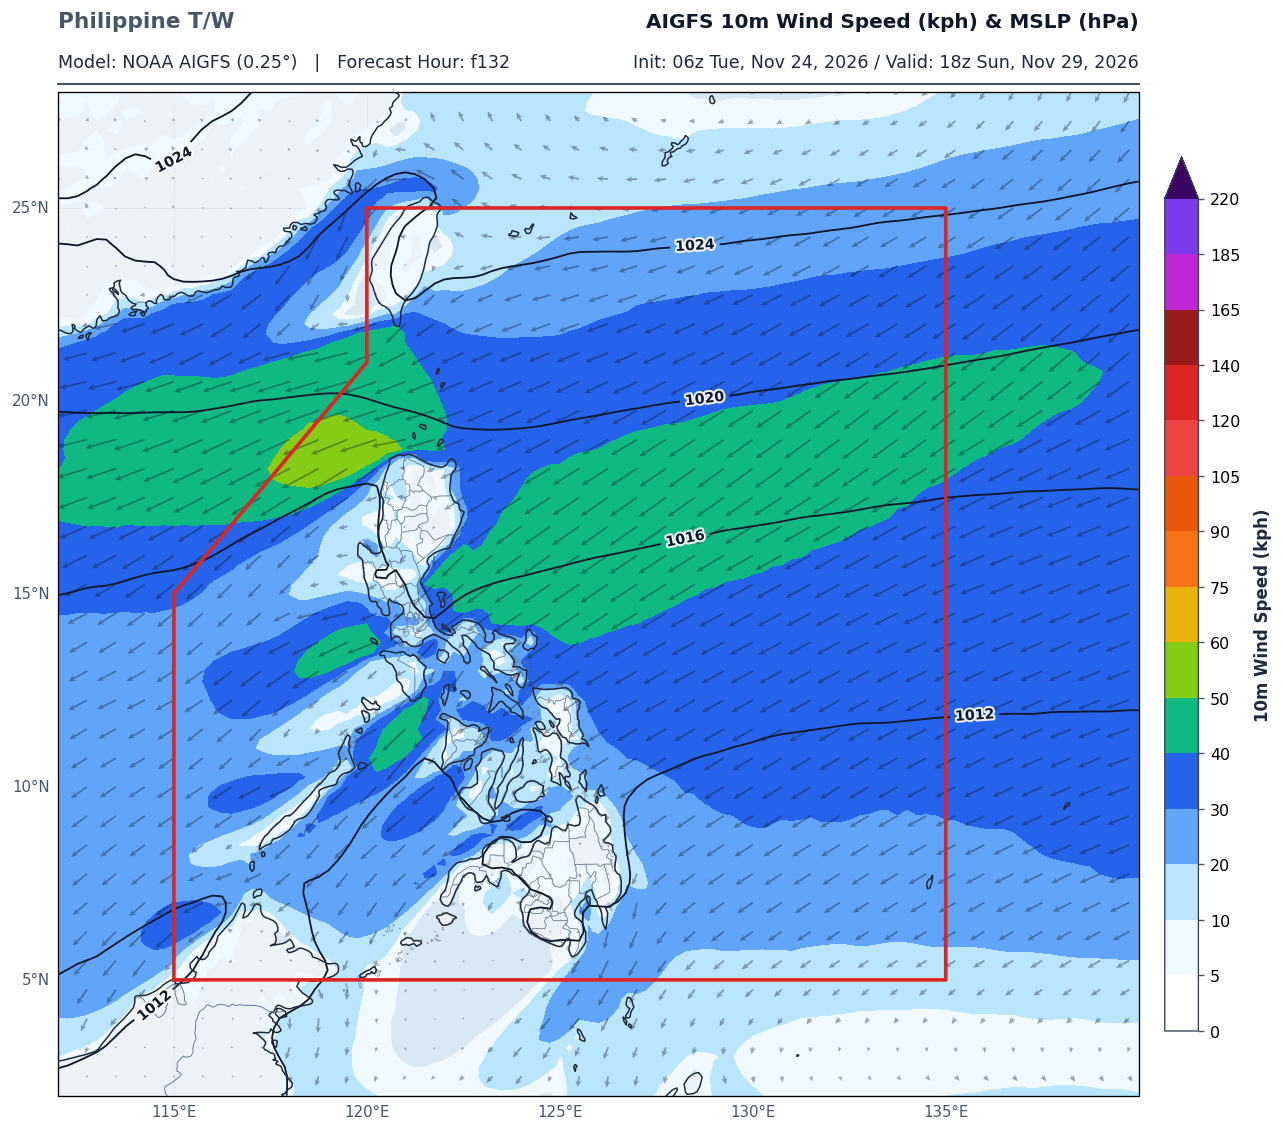 Philippine T/W
AIGFS 10m Wind Speed (kph) & MSLP (hPa)
Model: NOAA AIGFS (0.25°) | Forecast Hour: f132
Init: 06z Tue, Nov 24, 2026 / Valid: 18z Sun, Nov 29, 2026
1024
1024
1020
1016
1012
1012
25°N
20°N
15°N
10°N
5°N
115°E
120°E
125°E
130°E
135°E
220
185
165
140
120
105
90
75
60
50
40
30
20
10
5
0
10m Wind Speed (kph)